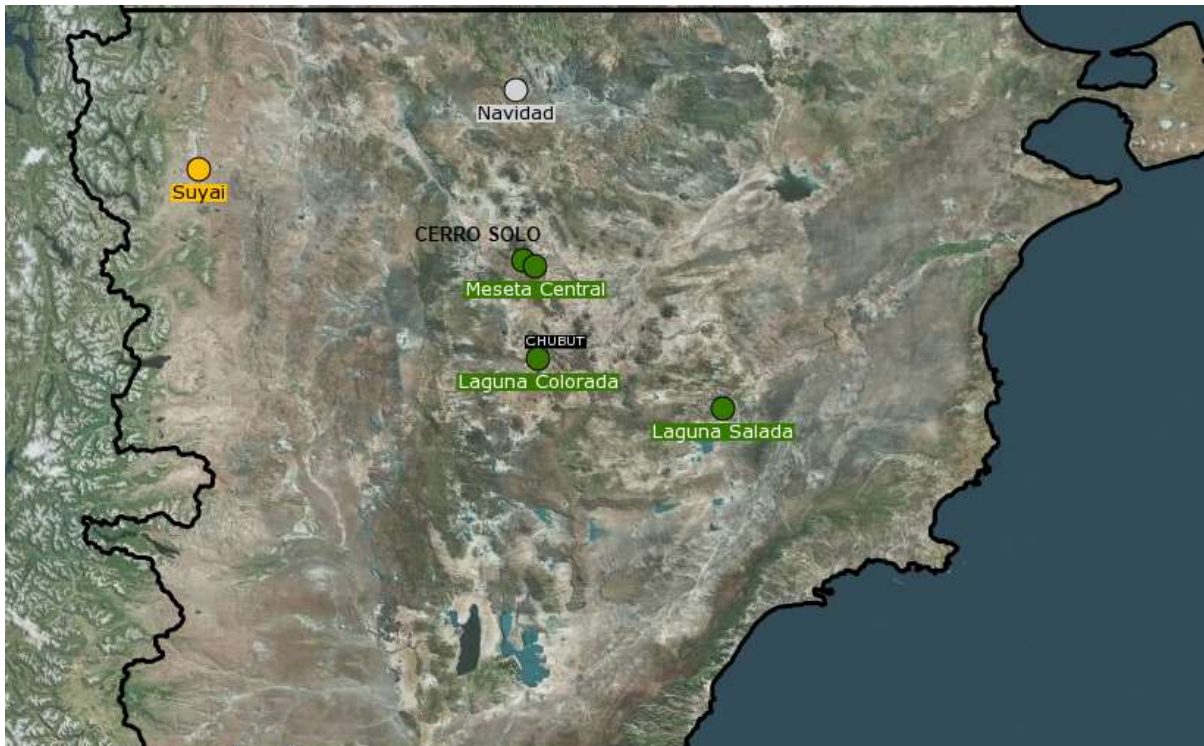 Navidad
Suyai
CERRO SOLO
Meseta Central
CHUBUT
Laguna Colorada
Laguna Salada